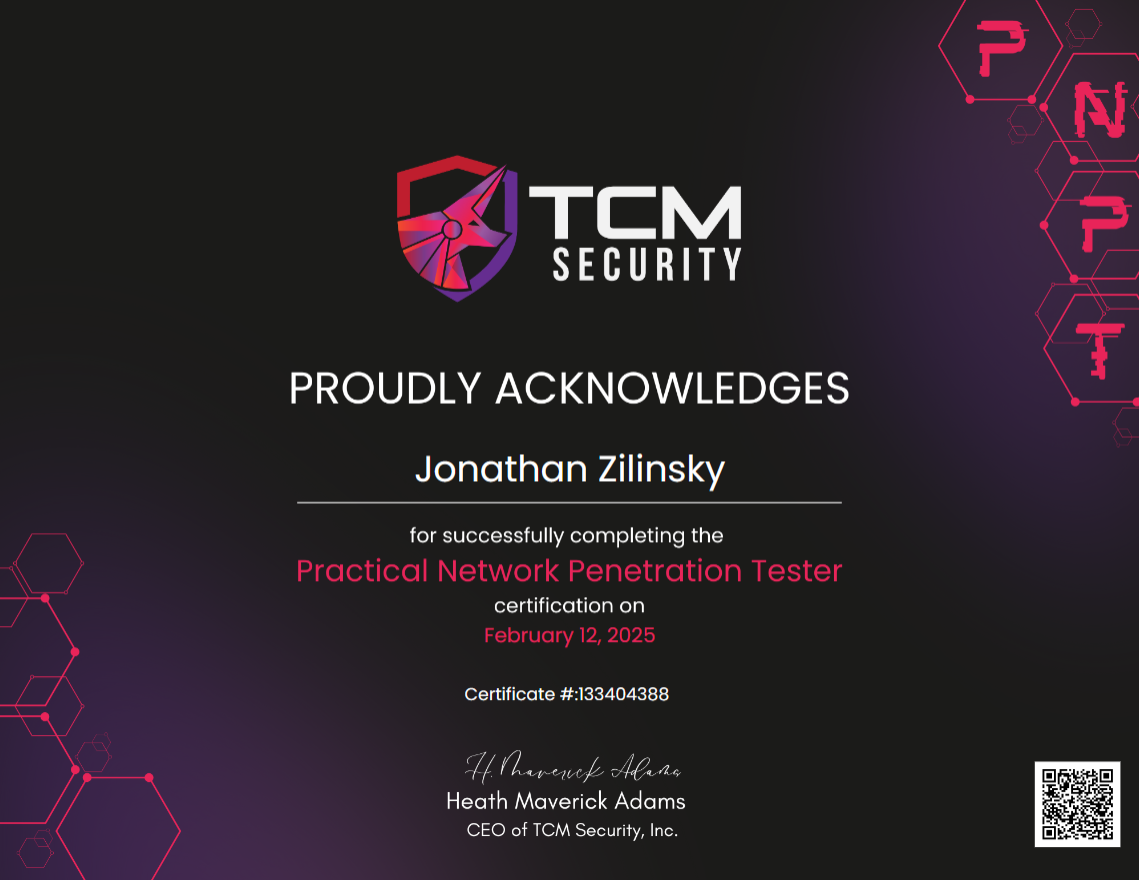 P
N
P
T
TCM
SECURITY
PROUDLY ACKNOWLEDGES
Jonathan Zilinsky
for successfully completing the
Practical Network Penetration Tester
certification on
February 12, 2025
Certificate #:133404388
H. Maverick Adams
Heath Maverick Adams
CEO of TCM Security, Inc.